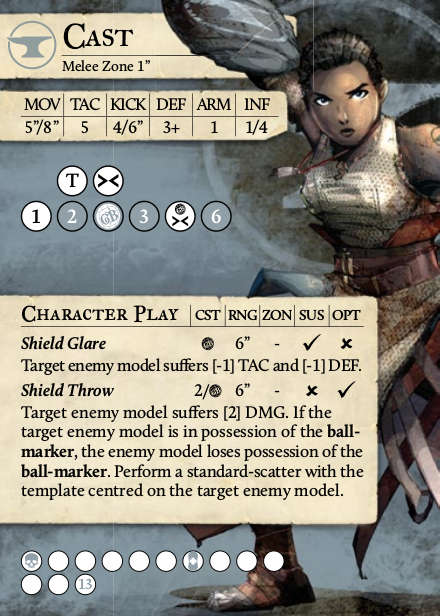 Cast
Melee Zone 1"
MOV TAC KICK DEF ARM INF
5"/8" 5 4/6" 3+ 1 1/4
T
1 2 GB 3 6
Character Play CST RNG ZON SUS OPT
Shield Glare 6" - ✓ ✗
Target enemy model suffers [-1] TAC and [-1] DEF.
Shield Throw 2/ 6" - ✗ ✓
Target enemy model suffers [2] DMG. If the
target enemy model is in possession of the ball-
marker, the enemy model loses possession of the
ball-marker. Perform a standard-scatter with the
template centred on the target enemy model.
13